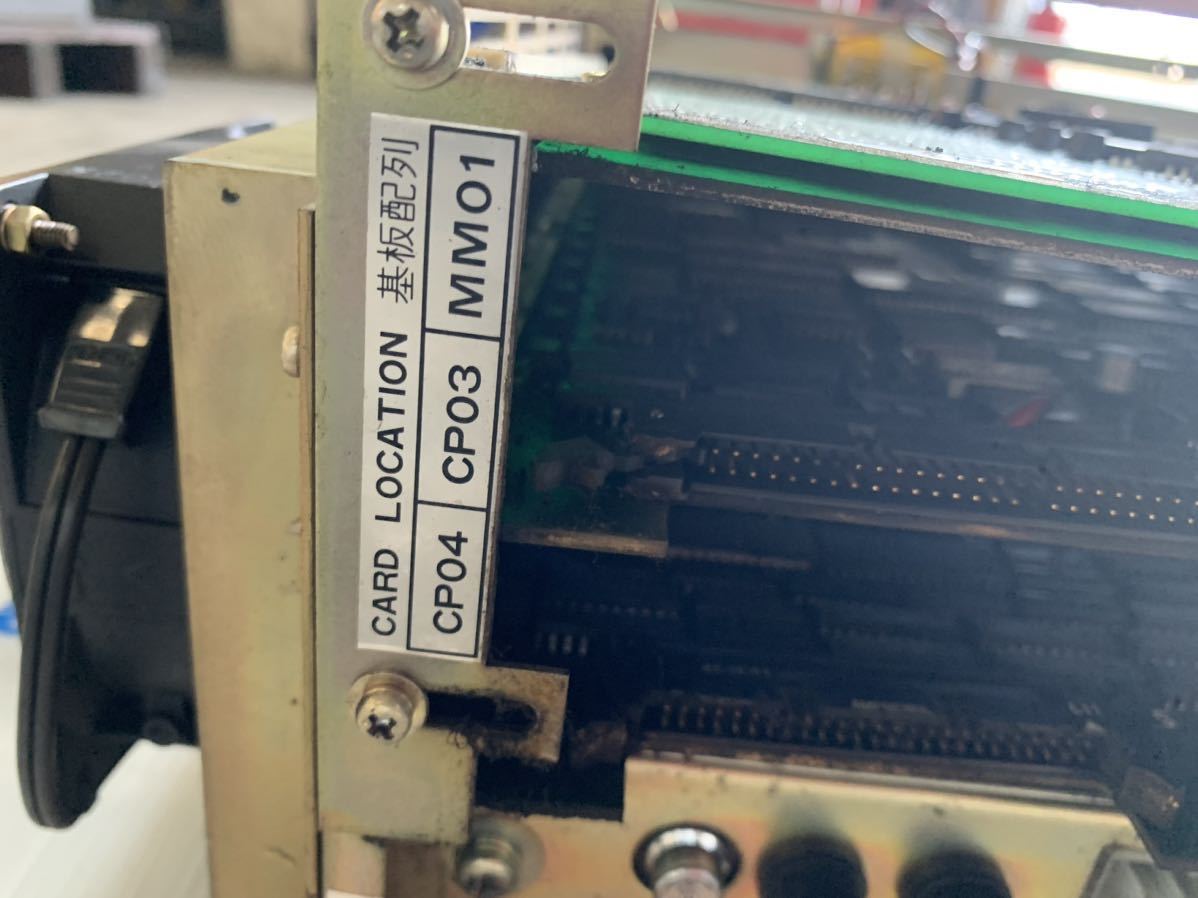 CARD LOCATION 基板配列
CP04 CP03 MM01